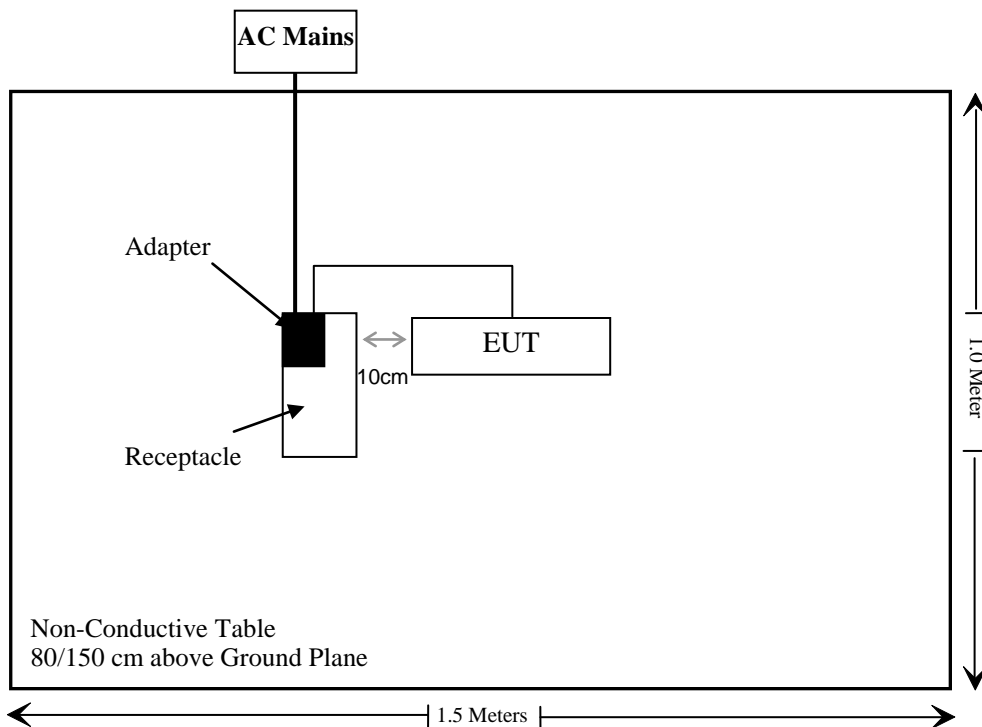 AC Mains
Adapter
EUT
10cm
1.0 Meter
Receptacle
Non-Conductive Table
80/150 cm above Ground Plane
1.5 Meters